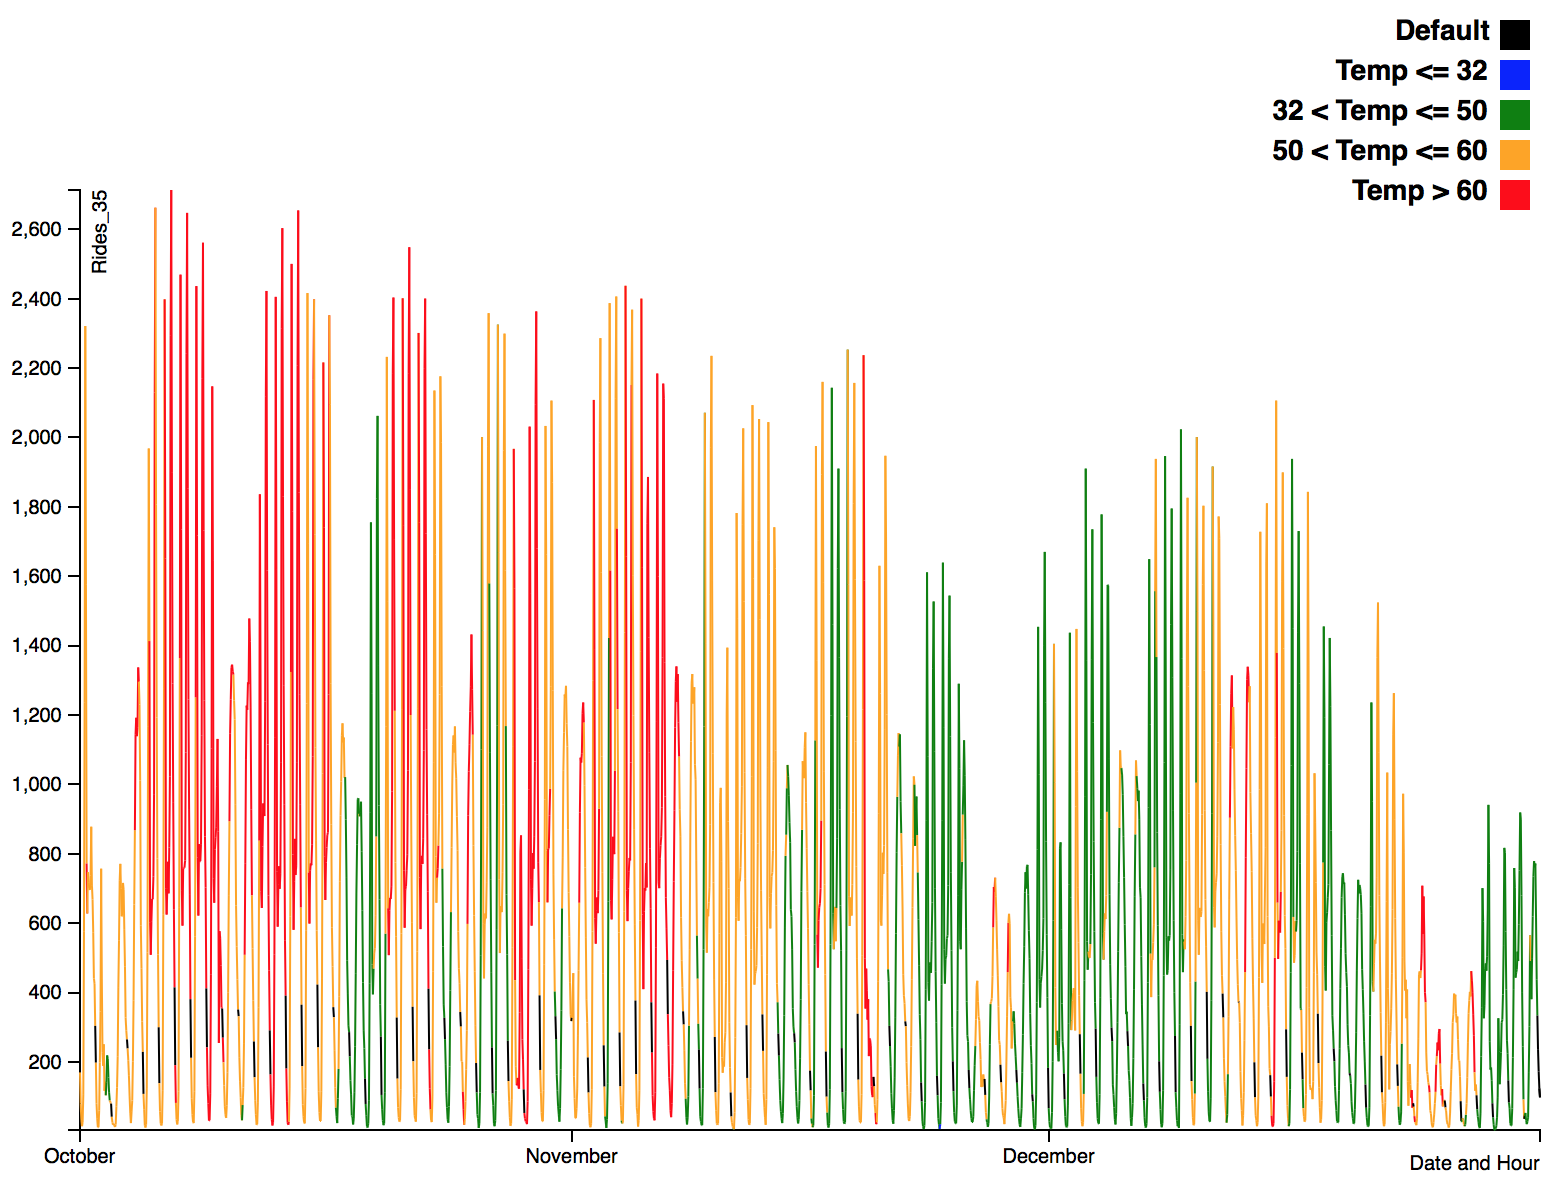 Default
Temp <= 32
32 < Temp <= 50
50 < Temp <= 60
Temp > 60
Rides_35
2,600
2,400
2,200
2,000
1,800
1,600
1,400
1,200
1,000
800
600
400
200
October
November
December
Date and Hour